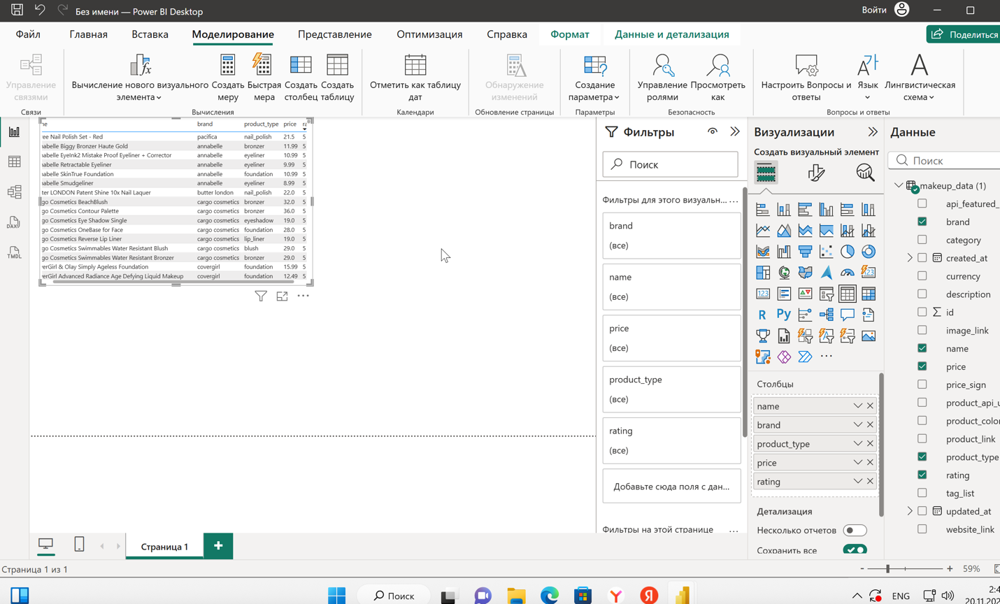 Без имени — Power BI Desktop
Войти
Файл
Главная
Вставка
Моделирование
Представление
Оптимизация
Справка
Формат
Данные и детализация
Поделиться
Управление связями
Связи
Вычисление нового визуального элемента
Создать меру
Быстрая мера
Создать столбец
Создать таблицу
Вычисления
Отметить как таблицу дат
Календари
Обнаружение изменений
Обновление страницы
Создание параметра
Параметры
Управление ролями
Просмотреть как
Безопасность
Настроить Вопросы и ответы
Язык
Лингвистическая схема
Вопросы и ответы
DAX
TMDL
brand product_type price
Nail Polish Set - Red pacifica nail_polish 21.5 5
Biggy Bronzer Haute Gold annabelle bronzer 11.99 5
EyeInk2 Mistake Proof Eyeliner + Corrector annabelle eyeliner 10.99 5
Retractable Eyeliner annabelle eyeliner 9.99 5
SkinTrue Foundation annabelle foundation 10.99 5
Smudgeliner annabelle eyeliner 8.99 5
LONDON Patent Shine 10x Nail Laquer butter london nail_polish 22.0 5
go Cosmetics BeachBlush cargo cosmetics bronzer 32.0 5
go Cosmetics Contour Palette cargo cosmetics bronzer 36.0 5
go Cosmetics Eye Shadow Single cargo cosmetics eyeshadow 19.0 5
go Cosmetics OneBase for Face cargo cosmetics foundation 28.0 5
go Cosmetics Reverse Lip Liner cargo cosmetics lip_liner 19.0 5
go Cosmetics Swimmables Water Resistant Blush cargo cosmetics blush 29.0 5
go Cosmetics Swimmables Water Resistant Bronzer cargo cosmetics bronzer 29.0 5
erGirl & Olay Simply Ageless Foundation covergirl foundation 15.99 5
erGirl Advanced Radiance Age Defying Liquid Makeup covergirl foundation 12.49 5
Фильтры
Поиск
Фильтры для этого визуальн...
brand
(все)
name
(все)
price
(все)
product_type
(все)
rating
(все)
Добавьте сюда поля с дан...
Фильтры на этой странице
Визуализации
Создать визуальный элемент
123
123
R
Py
Столбцы
name
brand
product_type
price
rating
Детализация
Несколько отчетов
Сохранить все
Данные
Поиск
makeup_data (1)
api_featured_
brand
category
created_at
currency
description
id
image_link
name
price
price_sign
product_api_u
product_color
product_link
product_type
rating
tag_list
updated_at
website_link
Страница 1
Страница 1 из 1
59%
Поиск
ENG
2:4
20.11.202